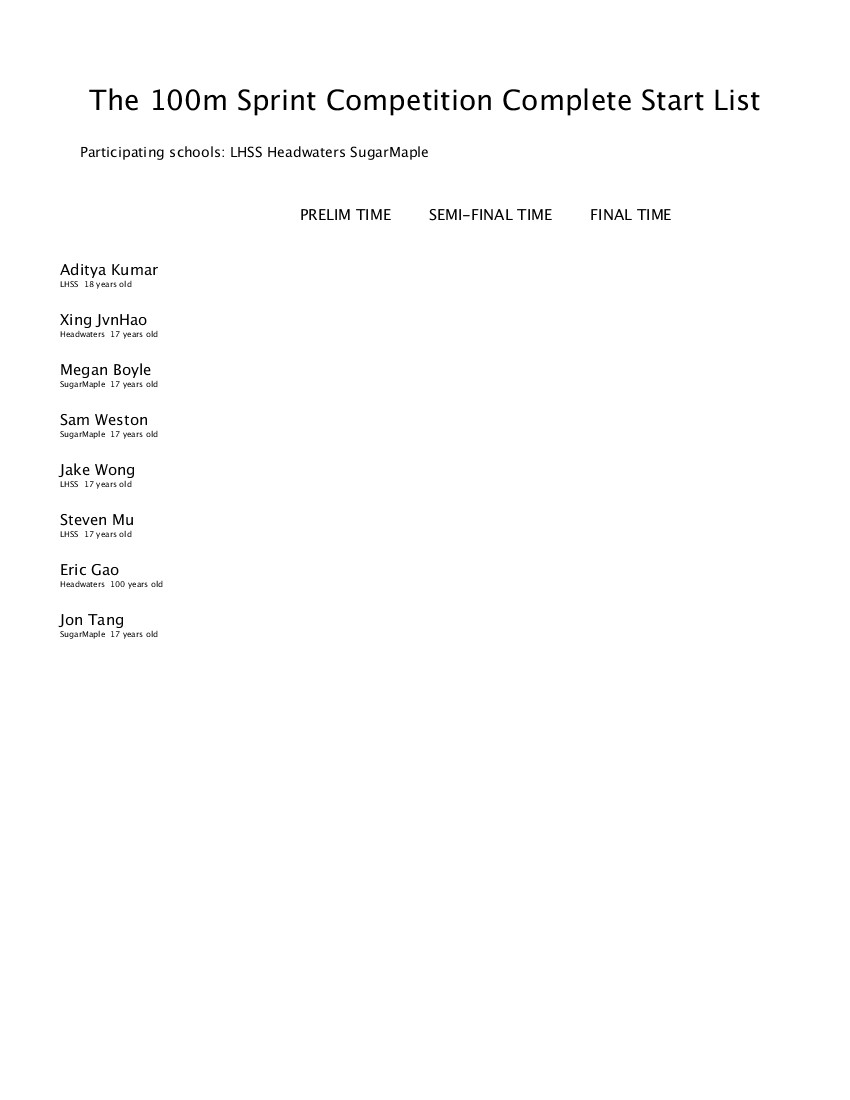 The 100m Sprint Competition Complete Start List
Participating schools: LHSS Headwaters SugarMaple
PRELIM TIME SEMI-FINAL TIME FINAL TIME
Aditya Kumar
LHSS 18 years old
Xing JvnHao
Headwaters 17 years old
Megan Boyle
SugarMaple 17 years old
Sam Weston
SugarMaple 17 years old
Jake Wong
LHSS 17 years old
Steven Mu
LHSS 17 years old
Eric Gao
Headwaters 100 years old
Jon Tang
SugarMaple 17 years old